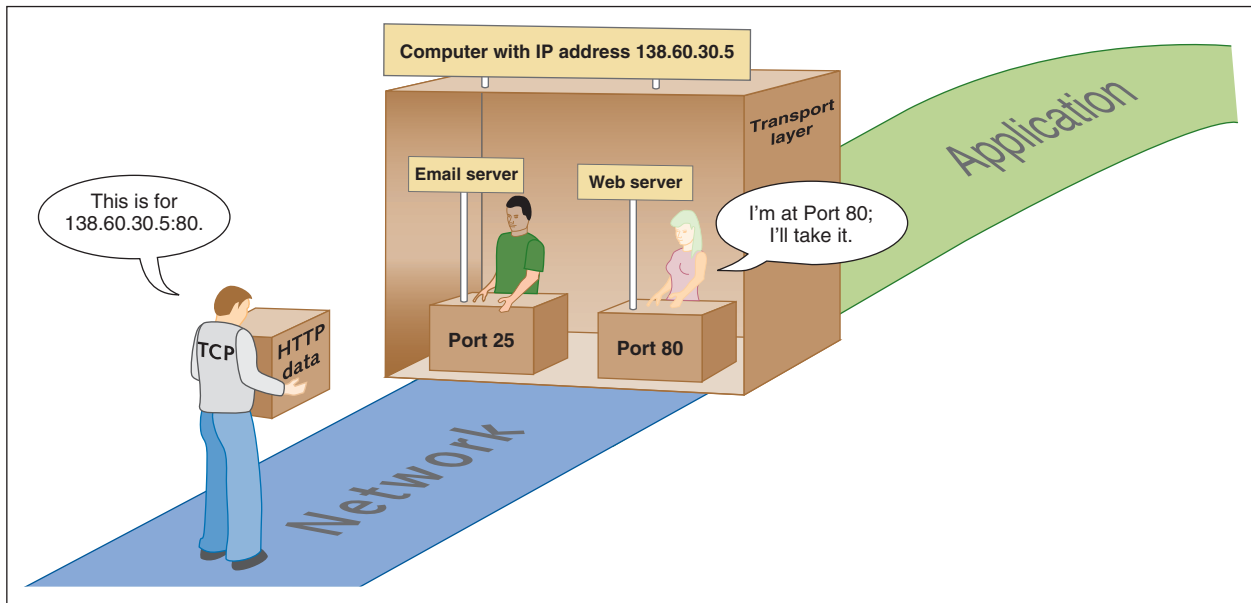 Computer with IP address 138.60.30.5
Transport
layer
Application
Email server
Web server
This is for
138.60.30.5:80.
I'm at Port 80;
I'll take it.
TCP
HTTP
data
Port 25
Port 80
Network